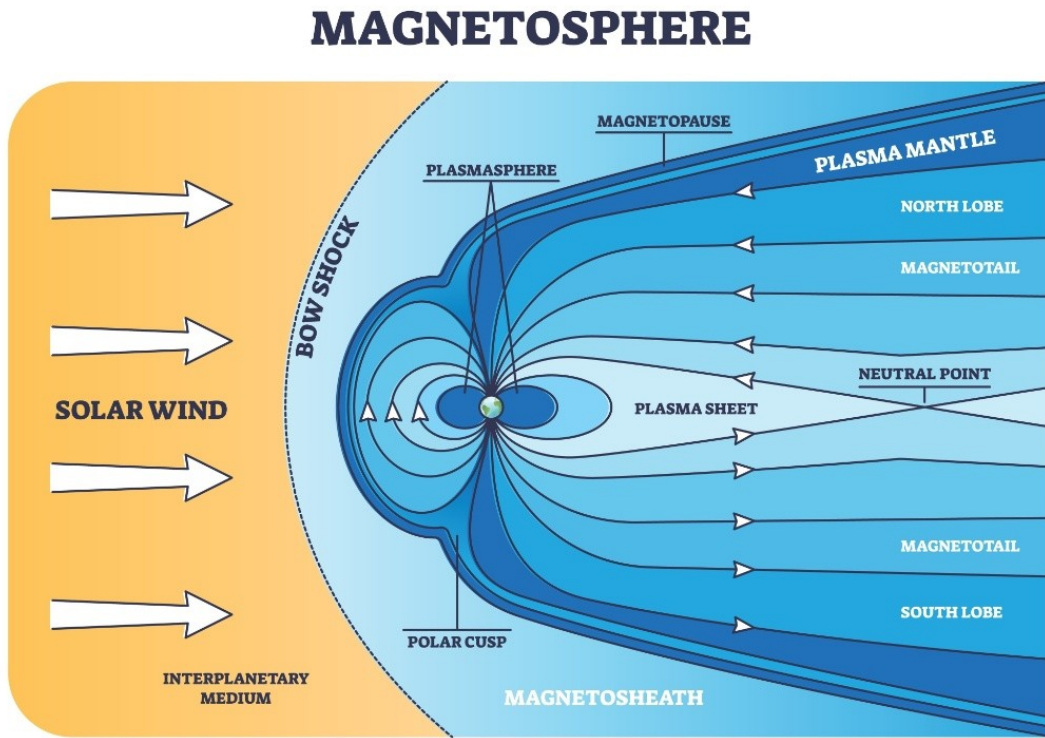 MAGNETOSPHERE
MAGNETOPAUSE
PLASMA MANTLE
PLASMASPHERE
NORTH LOBE
BOW SHOCK
MAGNETOTAIL
NEUTRAL POINT
SOLAR WIND
PLASMA SHEET
MAGNETOTAIL
SOUTH LOBE
POLAR CUSP
INTERPLANETARY
MEDIUM
MAGNETOSHEATH